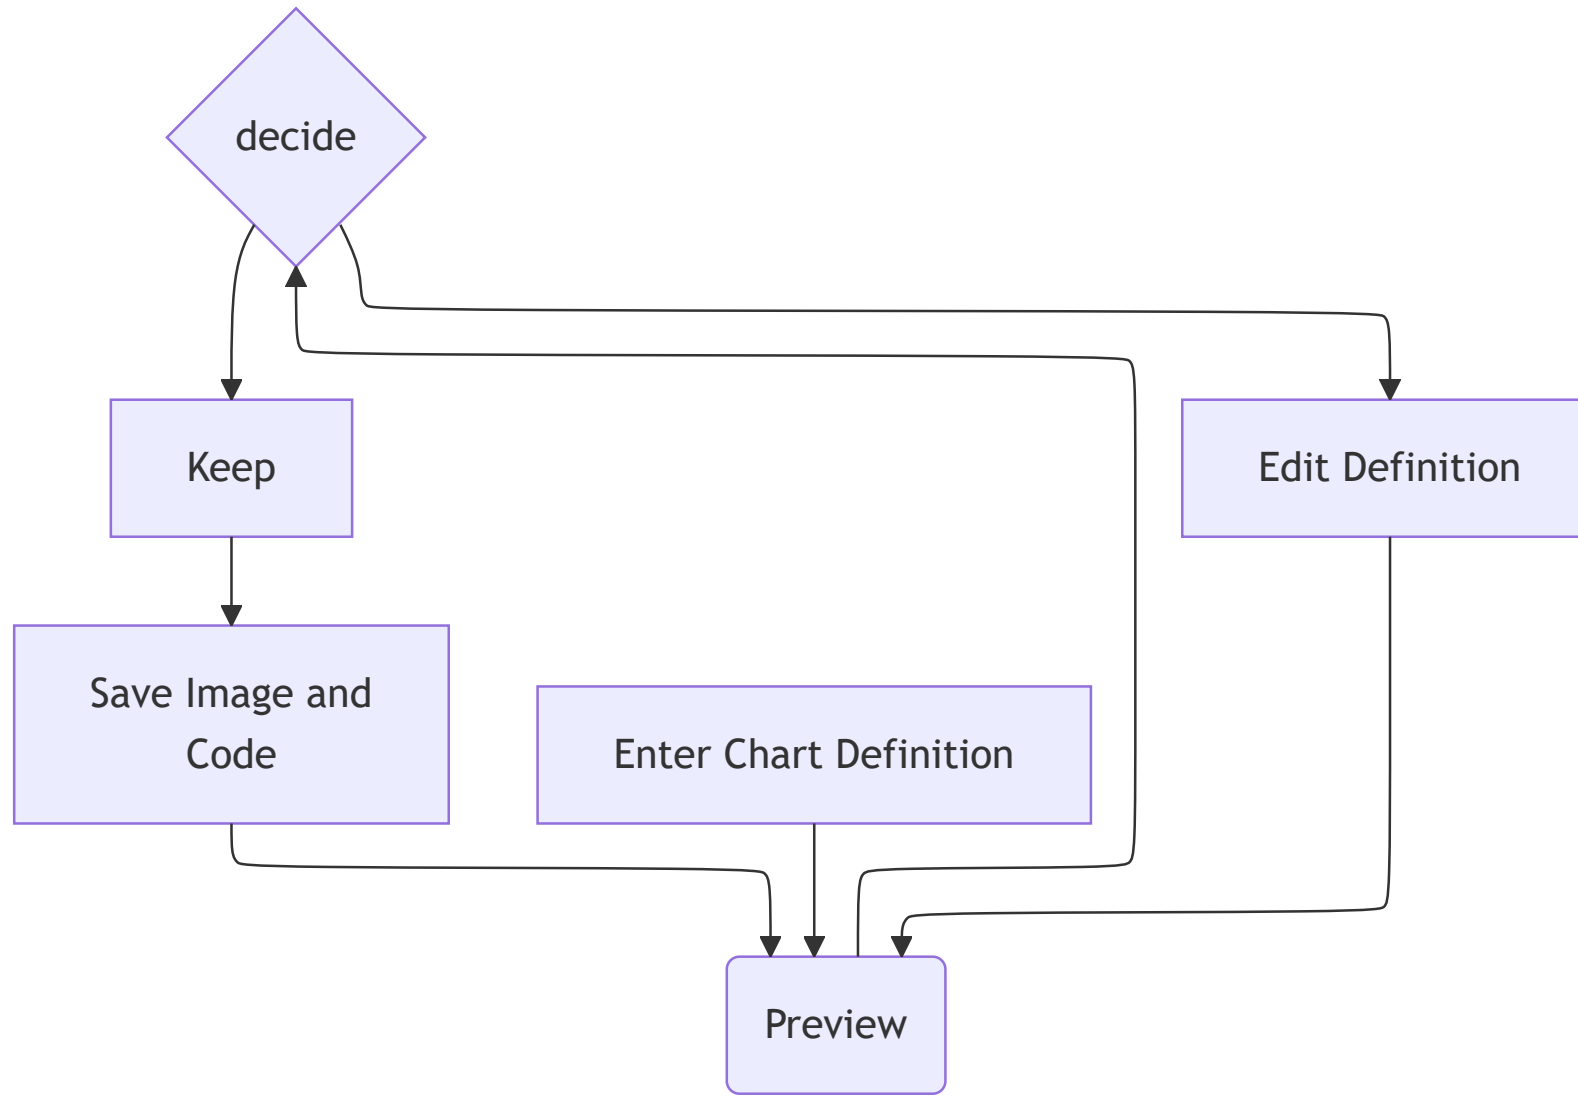 decide
Keep
Edit Definition
Save Image and
Code
Enter Chart Definition
Preview